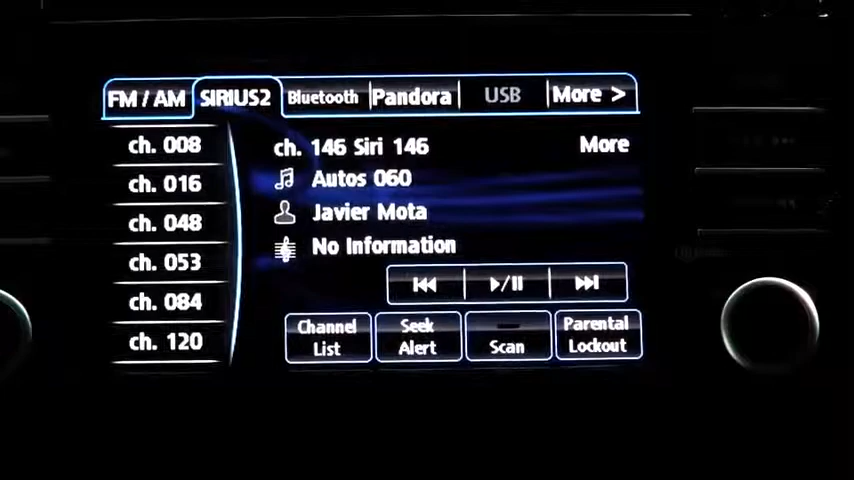 FM / AM SIRIUS2 Bluetooth Pandora USB More >
ch. 008
ch. 016
ch. 048
ch. 053
ch. 084
ch. 120
ch. 146 Siri 146 More
Autos 060
Javier Mota
No Information
Channel List
Seek Alert
Scan
Parental Lockout